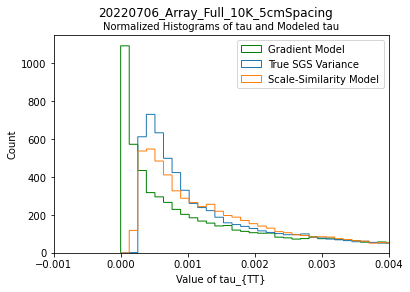 20220706_Array_Full_10K_5cmSpacing
Normalized Histograms of tau and Modeled tau
Gradient Model
True SGS Variance
Scale-Similarity Model
Count
1000
800
600
400
200
0
−0.001
0.000
0.001
0.002
0.003
0.004
Value of tau_{TT}